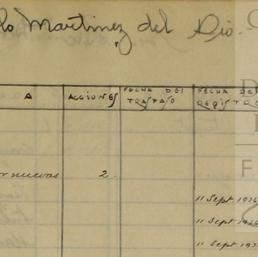 lo Martinez del Rio.
A ACCIONES FECHA DEL TRASPASO FECHA DEL REGISTRO
r nuevas 2.
11 Sept 192
11 Sept 192
11 Sept 192